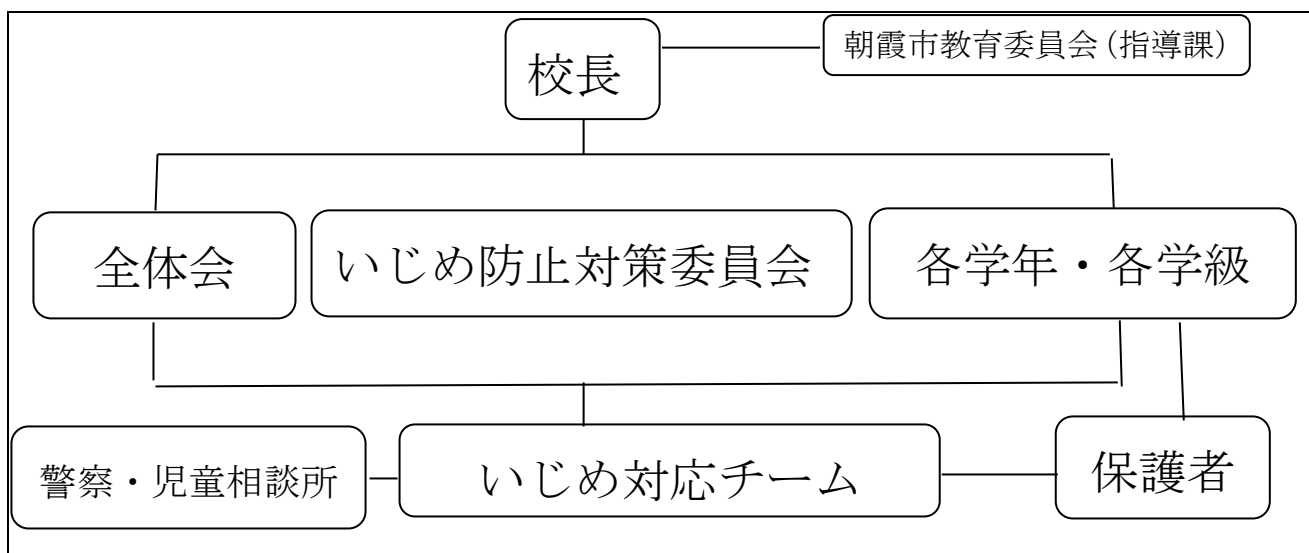 校長
朝霞市教育委員会(指導課)
全体会
いじめ防止対策委員会
各学年・各学級
警察・児童相談所
いじめ対応チーム
保護者